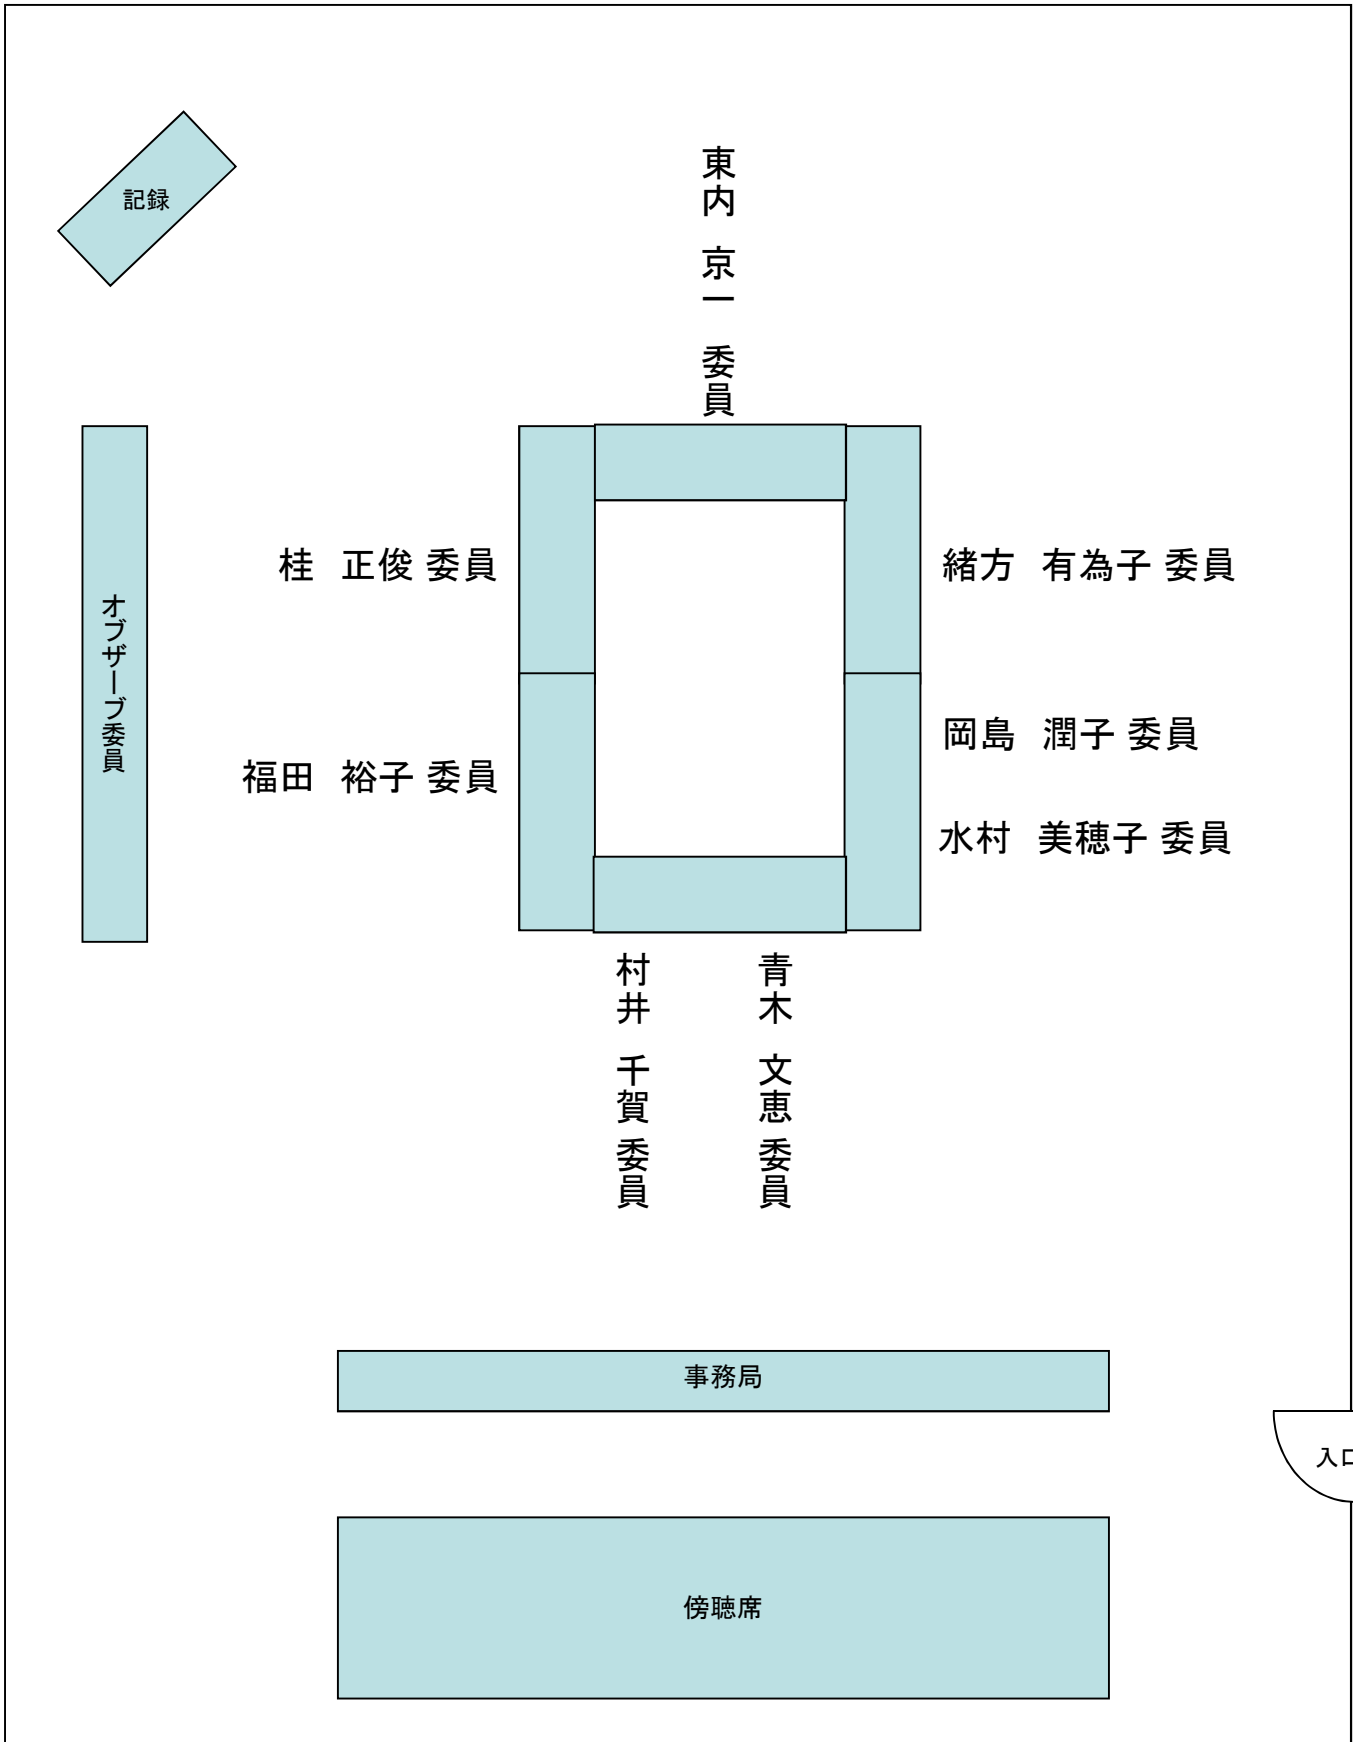 記録
東内 京一 委員
オブザーブ委員
桂 正俊 委員
緒方 有為子 委員
福田 裕子 委員
岡島 潤子 委員
水村 美穂子 委員
村井 千賀 委員
青木 文恵 委員
事務局
入口
傍聴席